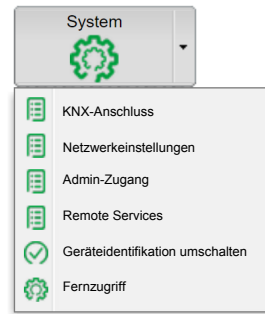 System
KNX-Anschluss
Netzwerkeinstellungen
Admin-Zugang
Remote Services
Geräteidentifikation umschalten
Fernzugriff